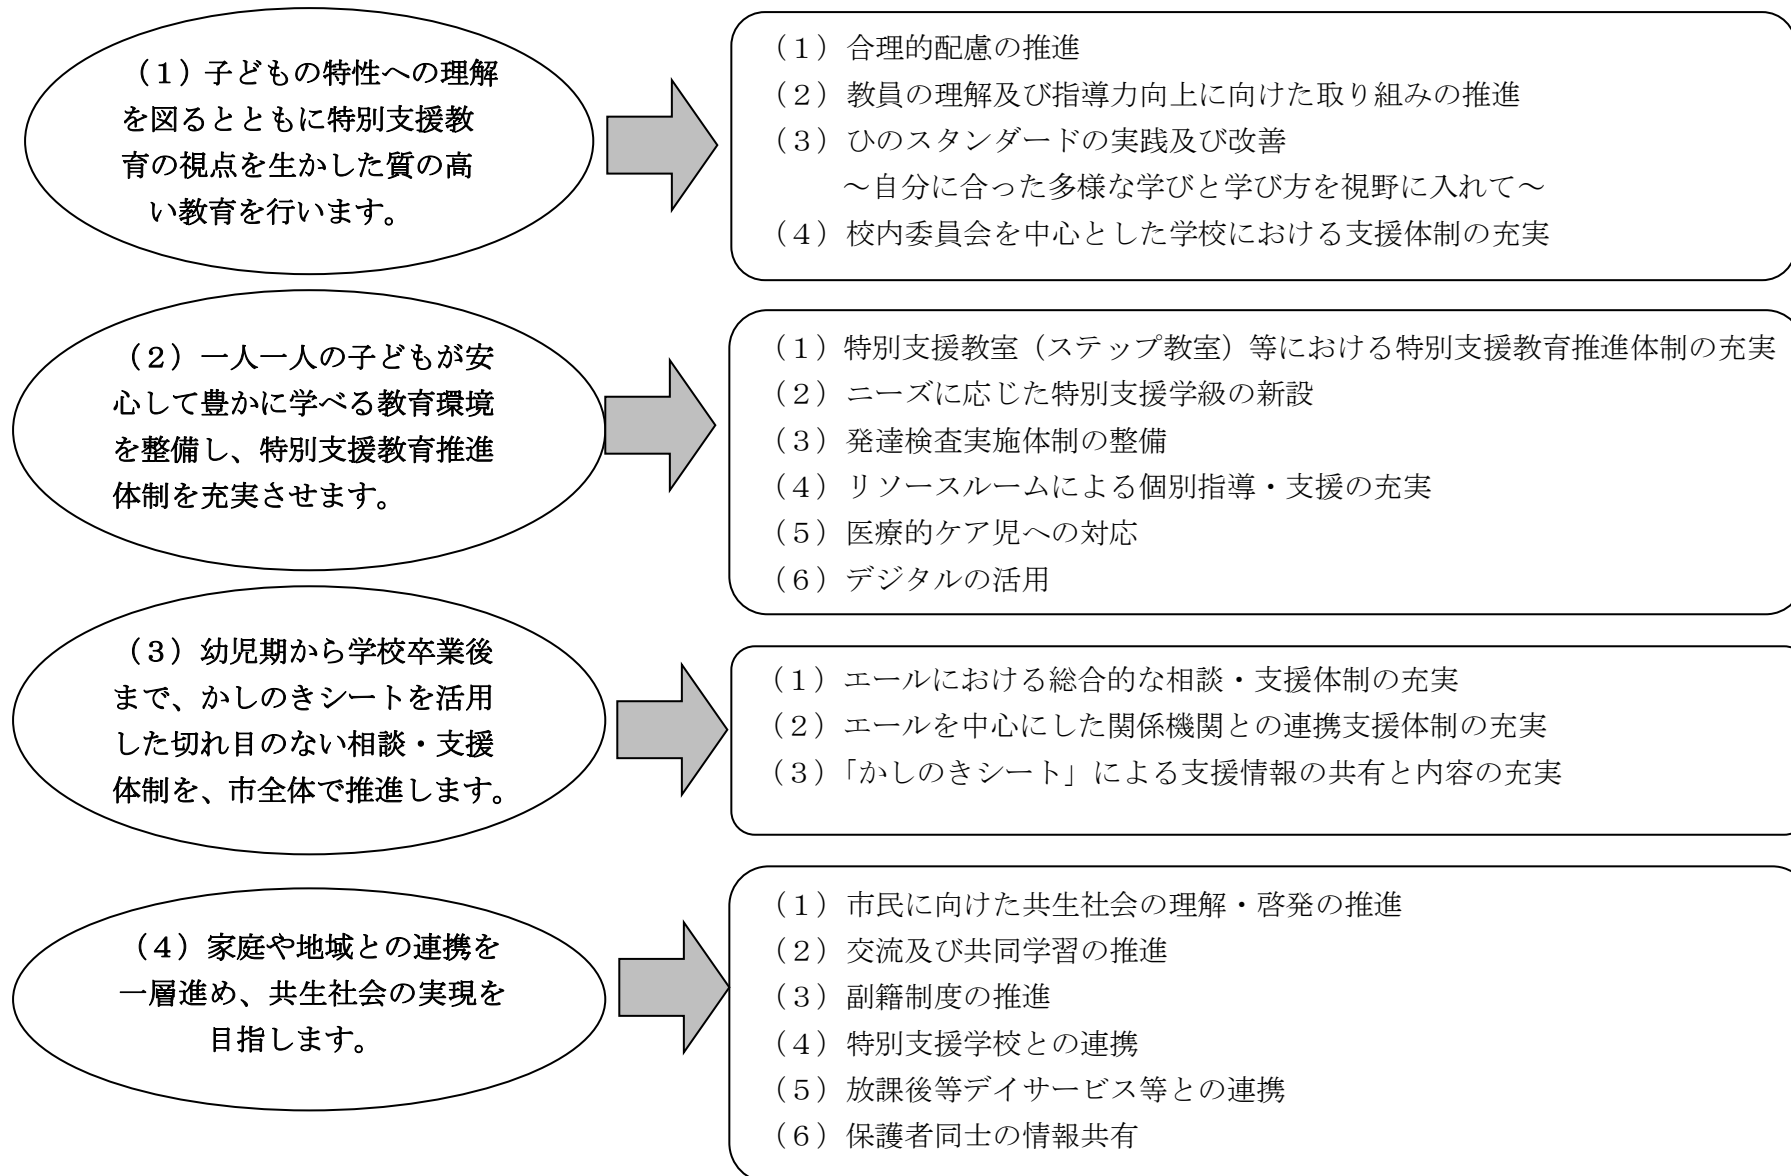 （１）子どもの特性への理解
を図るとともに特別支援教
育の視点を生かした質の高
い教育を行います。
（１）合理的配慮の推進
（２）教員の理解及び指導力向上に向けた取り組みの推進
（３）ひのスタンダードの実践及び改善
～自分に合った多様な学びと学び方を視野に入れて～
（４）校内委員会を中心とした学校における支援体制の充実
（２）一人一人の子どもが安
心して豊かに学べる教育環境
を整備し、特別支援教育推進
体制を充実させます。
（１）特別支援教室（ステップ教室）等における特別支援教育推進体制の充実
（２）ニーズに応じた特別支援学級の新設
（３）発達検査実施体制の整備
（４）リソースルームによる個別指導・支援の充実
（５）医療的ケア児への対応
（６）デジタルの活用
（３）幼児期から学校卒業後
まで、かしのきシートを活用
した切れ目のない相談・支援
体制を、市全体で推進します。
（１）エールにおける総合的な相談・支援体制の充実
（２）エールを中心にした関係機関との連携支援体制の充実
（３）「かしのきシート」による支援情報の共有と内容の充実
（４）家庭や地域との連携を
一層進め、共生社会の実現を
目指します。
（１）市民に向けた共生社会の理解・啓発の推進
（２）交流及び共同学習の推進
（３）副籍制度の推進
（４）特別支援学校との連携
（５）放課後等デイサービス等との連携
（６）保護者同士の情報共有